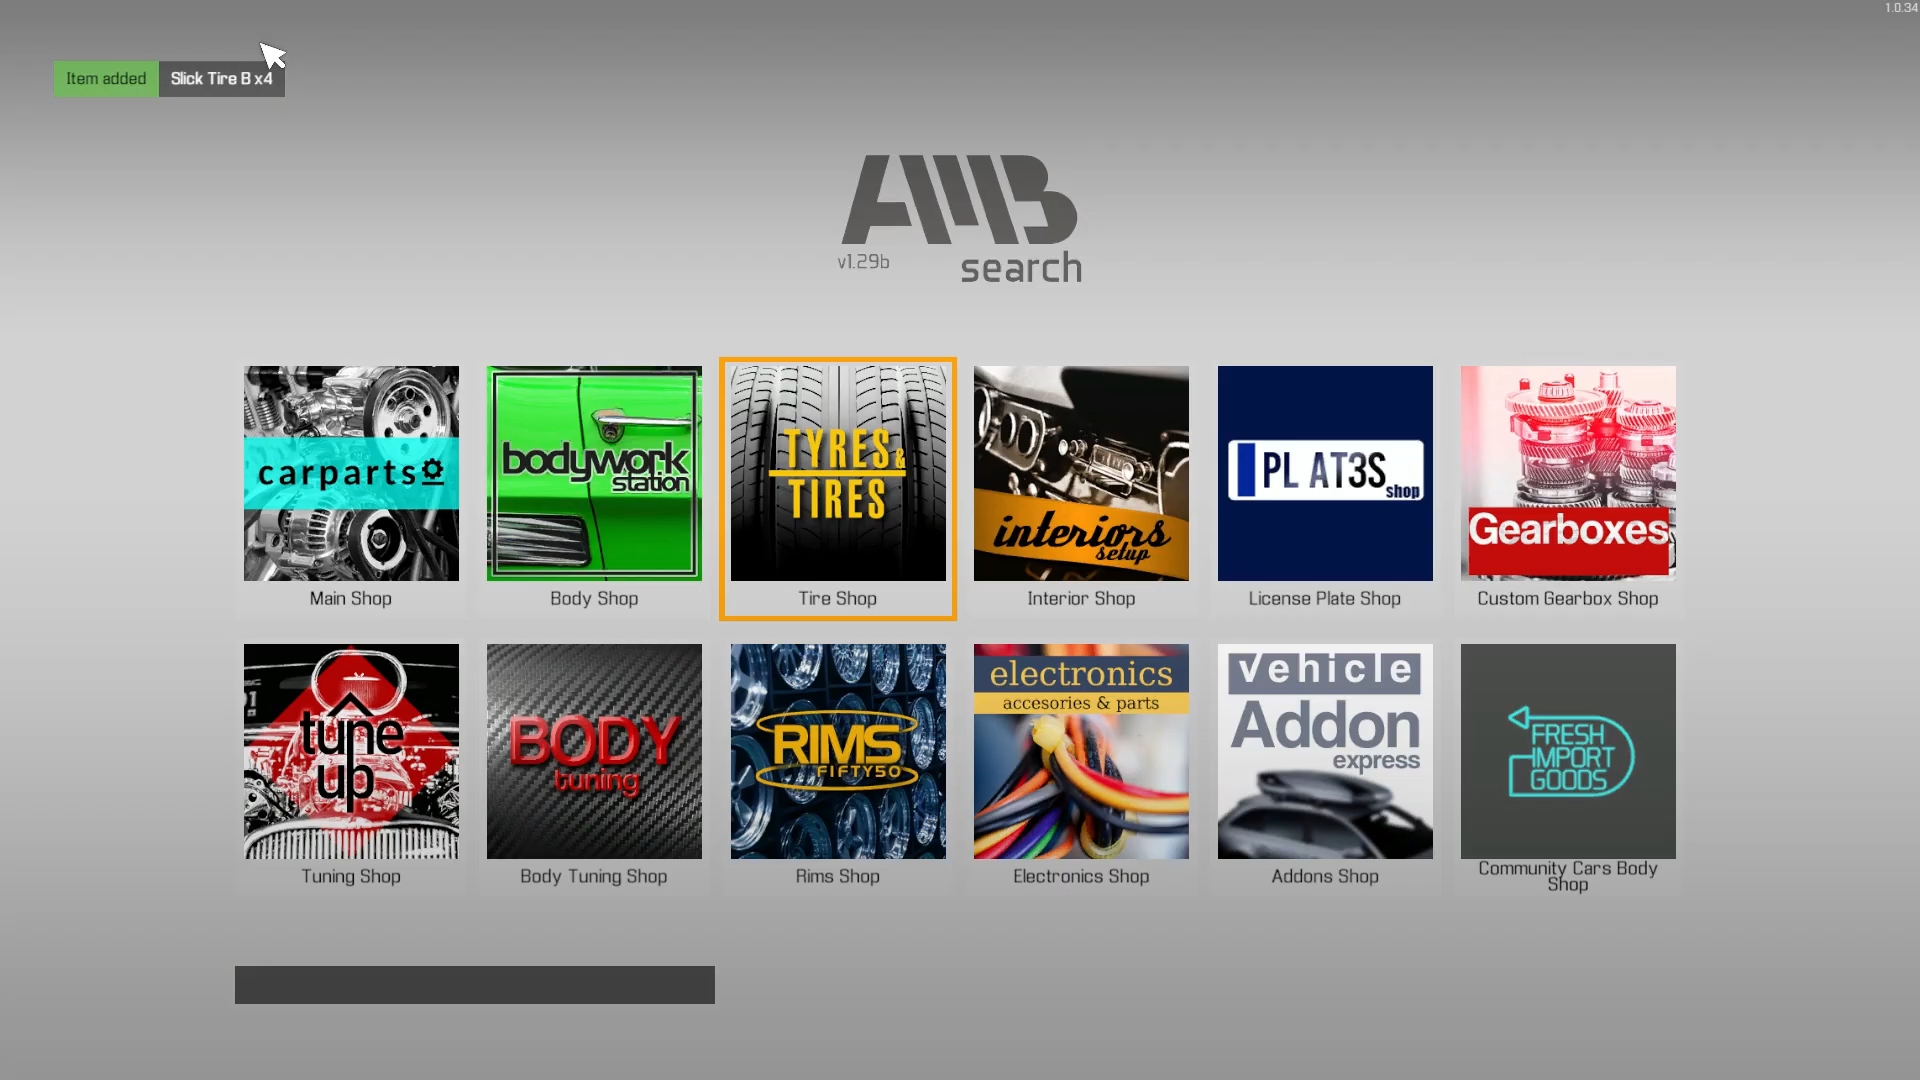 1.0.34
Item added Slick Tire B x4
AMB
v1.29b search
carparts
Main Shop
bodywork
station
Body Shop
TYRES &
TIRES
Tire Shop
interiors
setup
Interior Shop
PL AT3S
shop
License Plate Shop
Gearboxes
Custom Gearbox Shop
tune
up
Tuning Shop
BODY
tuning
Body Tuning Shop
RIMS
FIFTY50
Rims Shop
electronics
accesories & parts
Electronics Shop
vehicle
Addon
express
Addons Shop
FRESH
IMPORT
GOODS
Community Cars Body
Shop